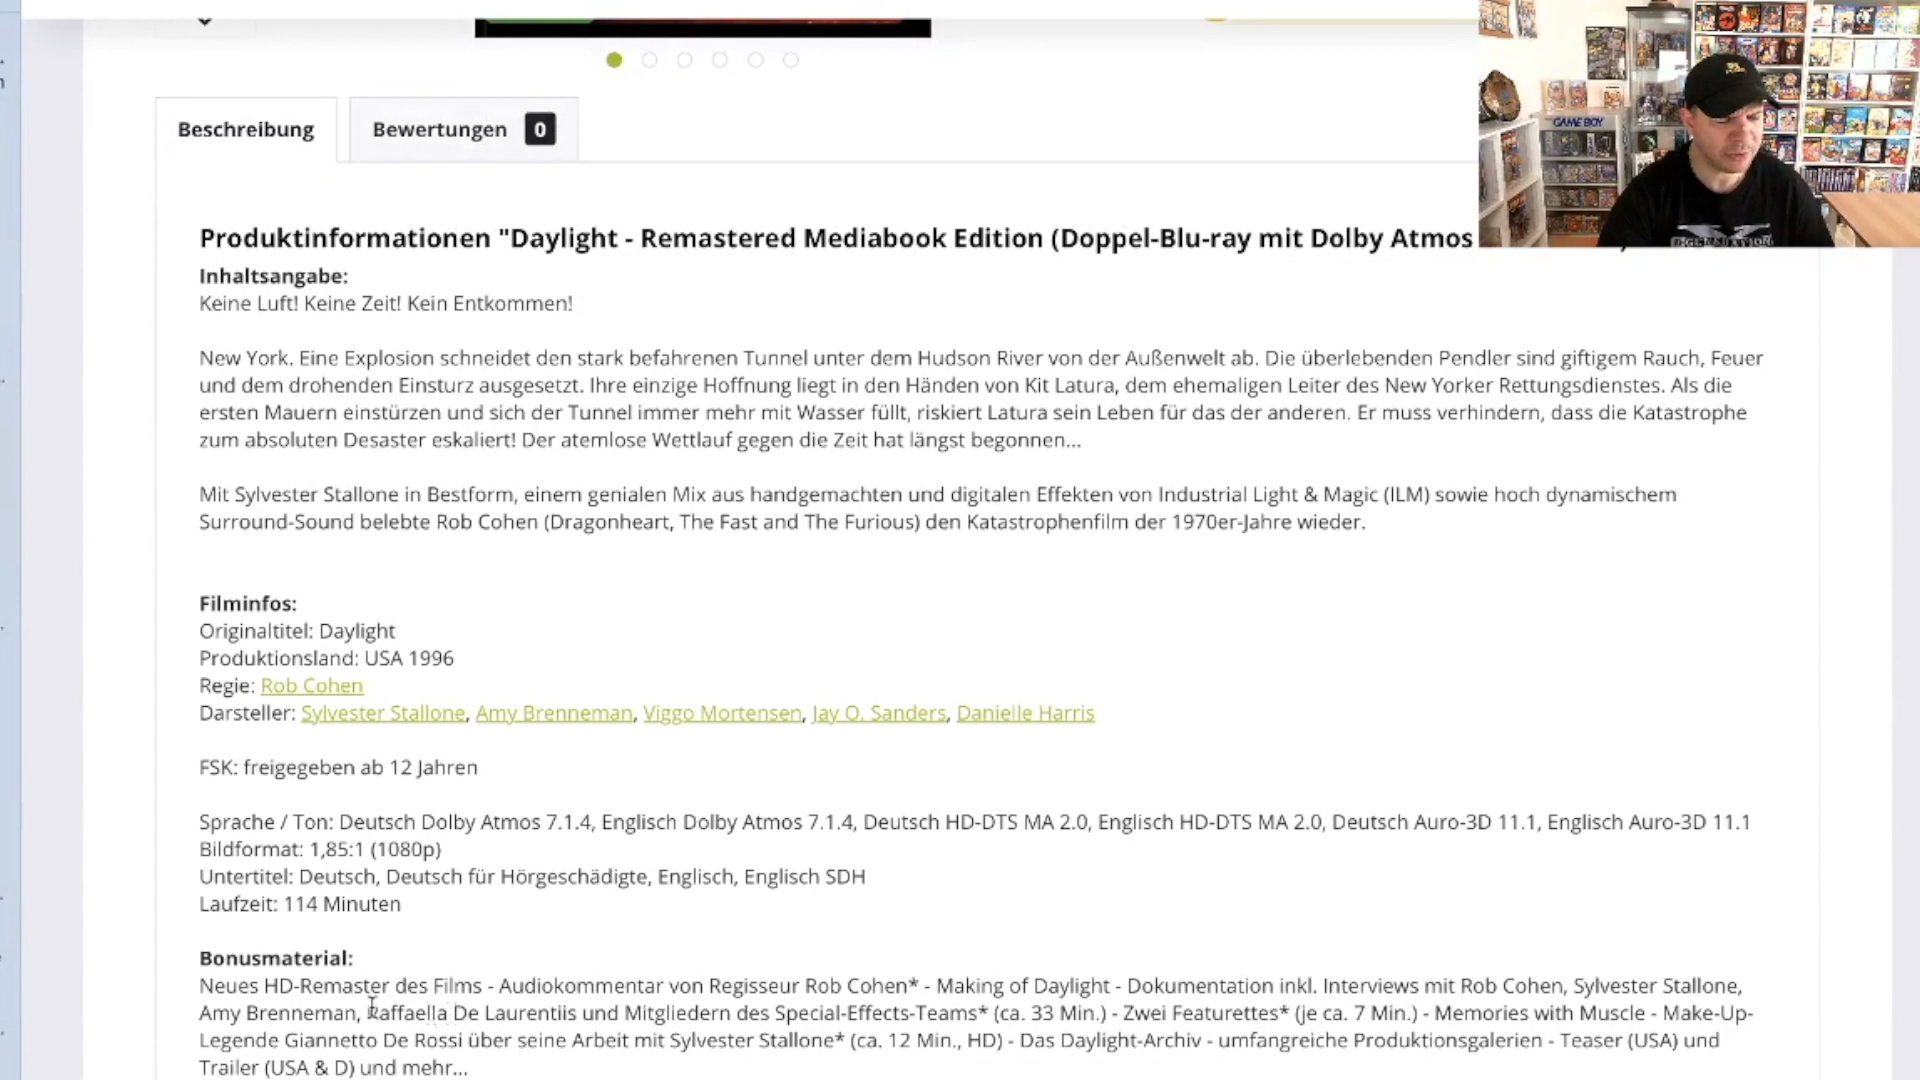 GAME BOY
Beschreibung
Bewertungen 0
Produktinformationen "Daylight - Remastered Mediabook Edition (Doppel-Blu-ray mit Dolby Atmos
Inhaltsangabe:
Keine Luft! Keine Zeit! Kein Entkommen!
New York. Eine Explosion schneidet den stark befahrenen Tunnel unter dem Hudson River von der Außenwelt ab. Die überlebenden Pendler sind giftigem Rauch, Feuer
und dem drohenden Einsturz ausgesetzt. Ihre einzige Hoffnung liegt in den Händen von Kit Latura, dem ehemaligen Leiter des New Yorker Rettungsdienstes. Als die
ersten Mauern einstürzen und sich der Tunnel immer mehr mit Wasser füllt, riskiert Latura sein Leben für das der anderen. Er muss verhindern, dass die Katastrophe
zum absoluten Desaster eskaliert! Der atemlose Wettlauf gegen die Zeit hat längst begonnen...
Mit Sylvester Stallone in Bestform, einem genialen Mix aus handgemachten und digitalen Effekten von Industrial Light & Magic (ILM) sowie hoch dynamischem
Surround-Sound belebte Rob Cohen (Dragonheart, The Fast and The Furious) den Katastrophenfilm der 1970er-Jahre wieder.
Filminfos:
Originaltitel: Daylight
Produktionsland: USA 1996
Regie: Rob Cohen
Darsteller: Sylvester Stallone, Amy Brenneman, Viggo Mortensen, Jay O. Sanders, Danielle Harris
FSK: freigegeben ab 12 Jahren
Sprache / Ton: Deutsch Dolby Atmos 7.1.4, Englisch Dolby Atmos 7.1.4, Deutsch HD-DTS MA 2.0, Englisch HD-DTS MA 2.0, Deutsch Auro-3D 11.1, Englisch Auro-3D 11.1
Bildformat: 1,85:1 (1080p)
Untertitel: Deutsch, Deutsch für Hörgeschädigte, Englisch, Englisch SDH
Laufzeit: 114 Minuten
Bonusmaterial:
Neues HD-Remaster des Films - Audiokommentar von Regisseur Rob Cohen* - Making of Daylight - Dokumentation inkl. Interviews mit Rob Cohen, Sylvester Stallone,
Amy Brenneman, Raffaella De Laurentiis und Mitgliedern des Special-Effects-Teams* (ca. 33 Min.) - Zwei Featurettes* (je ca. 7 Min.) - Memories with Muscle - Make-Up-
Legende Giannetto De Rossi über seine Arbeit mit Sylvester Stallone* (ca. 12 Min., HD) - Das Daylight-Archiv - umfangreiche Produktionsgalerien - Teaser (USA) und
Trailer (USA & D) und mehr...